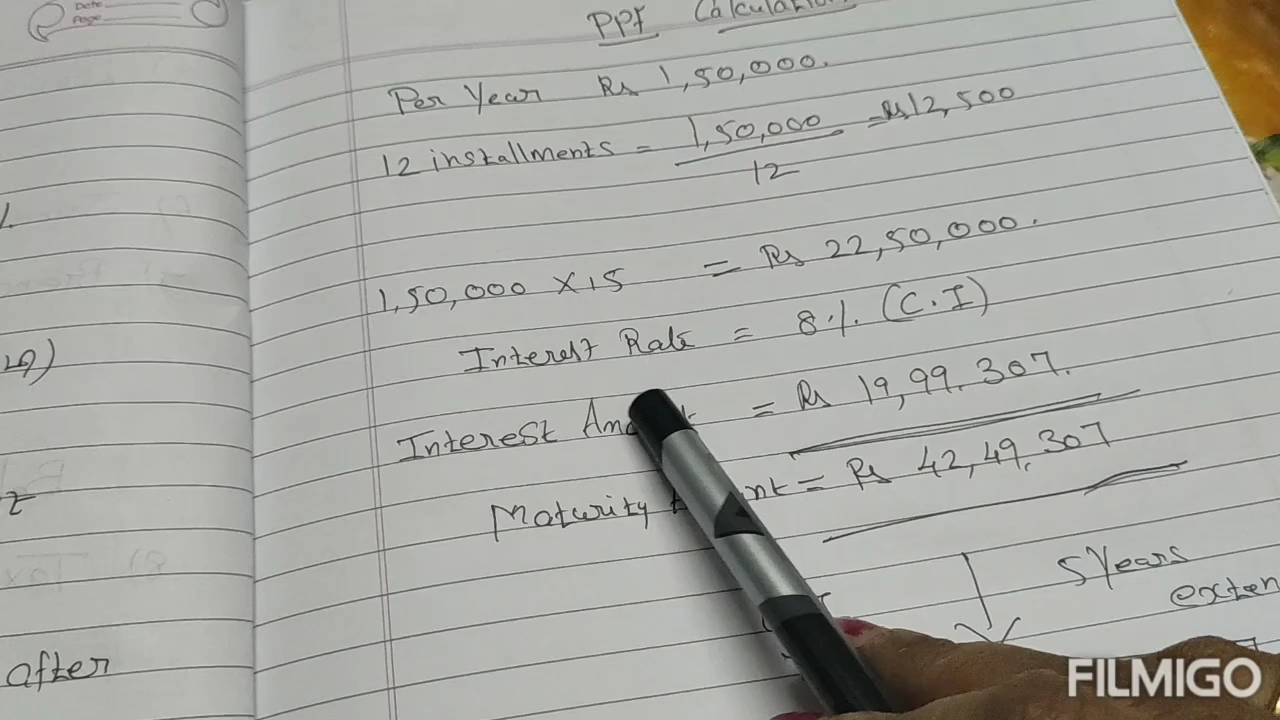 Date
Page
PPF Calculation
Per Year Rs 1,50,000.
12 installments = 1,50,000 / 12 = Rs 12,500
1,50,000 × 15 = Rs 22,50,000.
Interest Rate = 8%. (C.I)
Interest = Rs 19,99,307.
Maturity = Rs 42,49,307
5 Years
after
FILMIGO